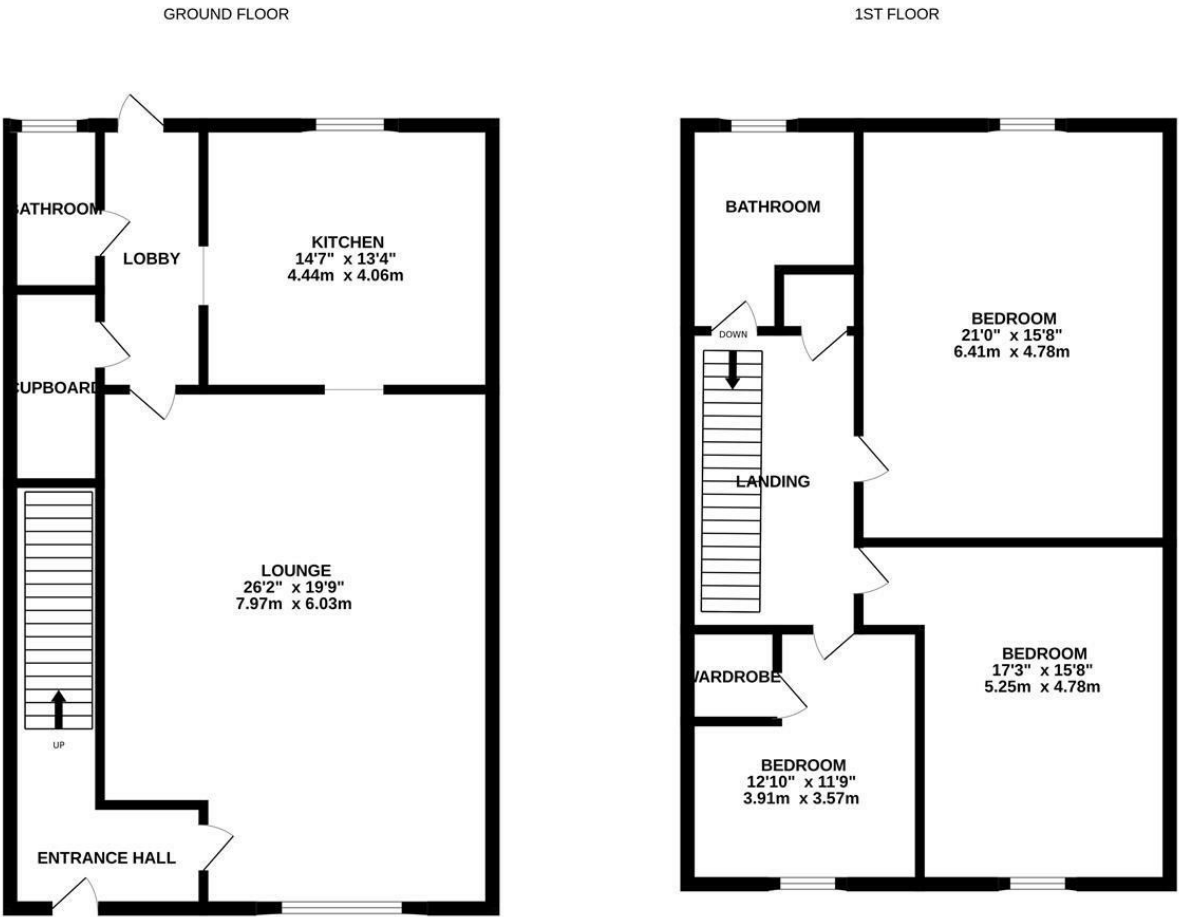 GROUND FLOOR
BATHROOM
LOBBY
KITCHEN
14'7" x 13'4"
4.44m x 4.06m
CUPBOARD
LOUNGE
26'2" x 19'9"
7.97m x 6.03m
UP
ENTRANCE HALL
1ST FLOOR
BATHROOM
DOWN
BEDROOM
21'0" x 15'8"
6.41m x 4.78m
LANDING
WARDROBE
BEDROOM
17'3" x 15'8"
5.25m x 4.78m
BEDROOM
12'10" x 11'9"
3.91m x 3.57m